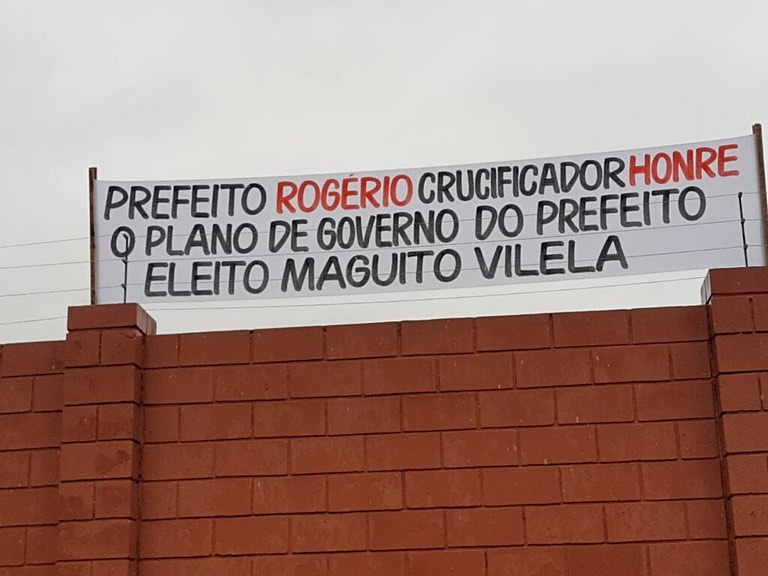 PREFEITO ROGÉRIO CRUCIFICADOR HONRE
O PLANO DE GOVERNO DO PREFEITO
ELEITO MAGUITO VILELA